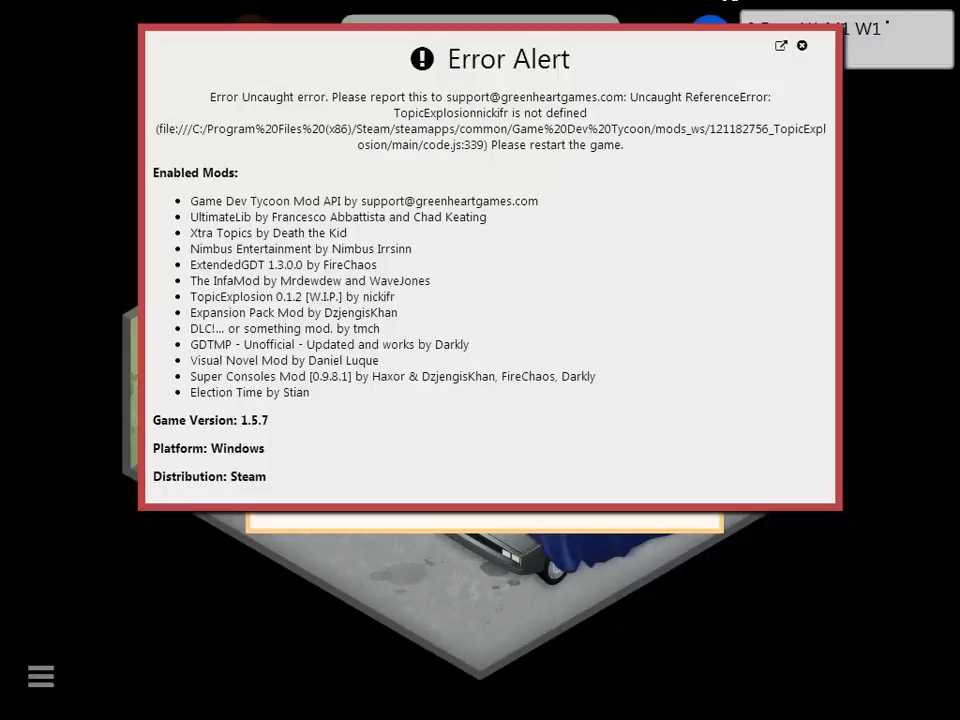 W1
Error Alert
Error Uncaught error. Please report this to support@greenheartgames.com: Uncaught ReferenceError:
TopicExplosionnickifr is not defined
(file:///C:/Program%20Files%20(x86)/Steam/steamapps/common/Game%20Dev%20Tycoon/mods_ws/121182756_TopicExpl
osion/main/code.js:339) Please restart the game.
Enabled Mods:
• Game Dev Tycoon Mod API by support@greenheartgames.com
• UltimateLib by Francesco Abbattista and Chad Keating
• Xtra Topics by Death the Kid
• Nimbus Entertainment by Nimbus Irrsinn
• ExtendedGDT 1.3.0.0 by FireChaos
• The InfaMod by Mrdewdew and WaveJones
• TopicExplosion 0.1.2 [W.I.P.] by nickifr
• Expansion Pack Mod by DzjengisKhan
• DLC!... or something mod. by tmch
• GDTMP - Unofficial - Updated and works by Darkly
• Visual Novel Mod by Daniel Luque
• Super Consoles Mod [0.9.8.1] by Haxor & DzjengisKhan, FireChaos, Darkly
• Election Time by Stian
Game Version: 1.5.7
Platform: Windows
Distribution: Steam